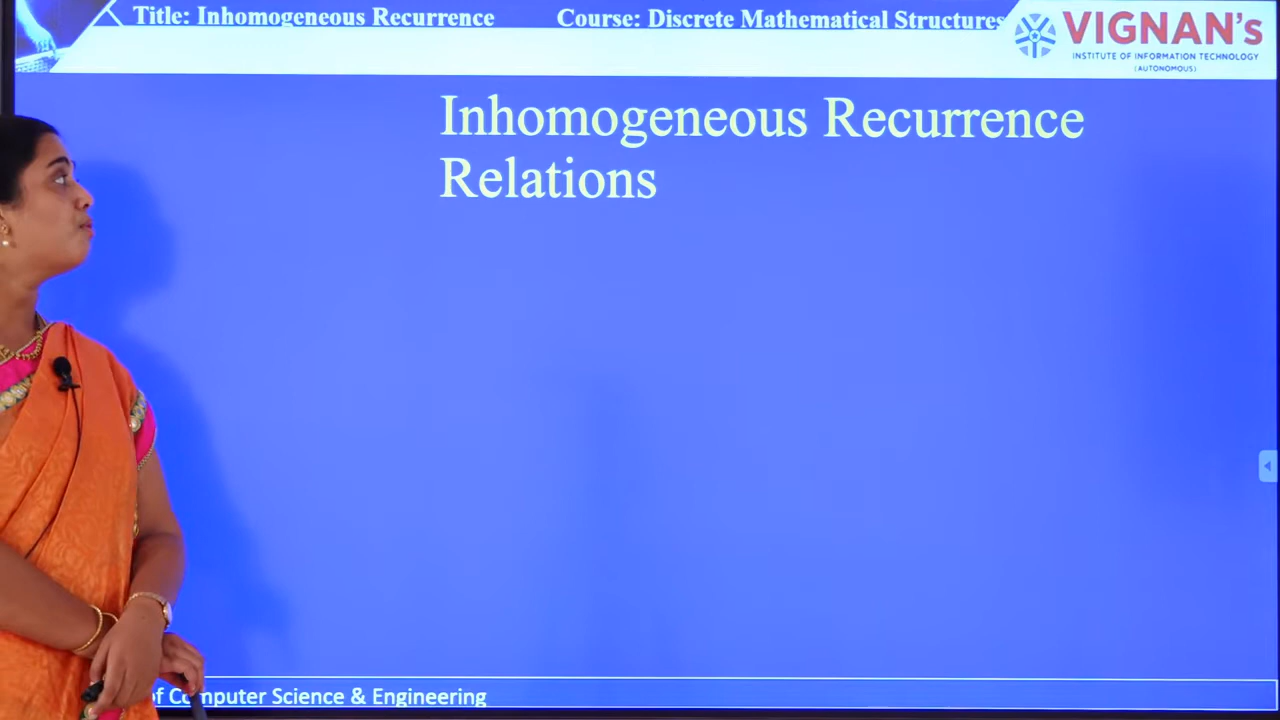 Title: Inhomogeneous Recurrence Course: Discrete Mathematical Structures
VIGNAN's
INSTITUTE OF INFORMATION TECHNOLOGY
(AUTONOMOUS)
Inhomogeneous Recurrence
Relations
of Computer Science & Engineering